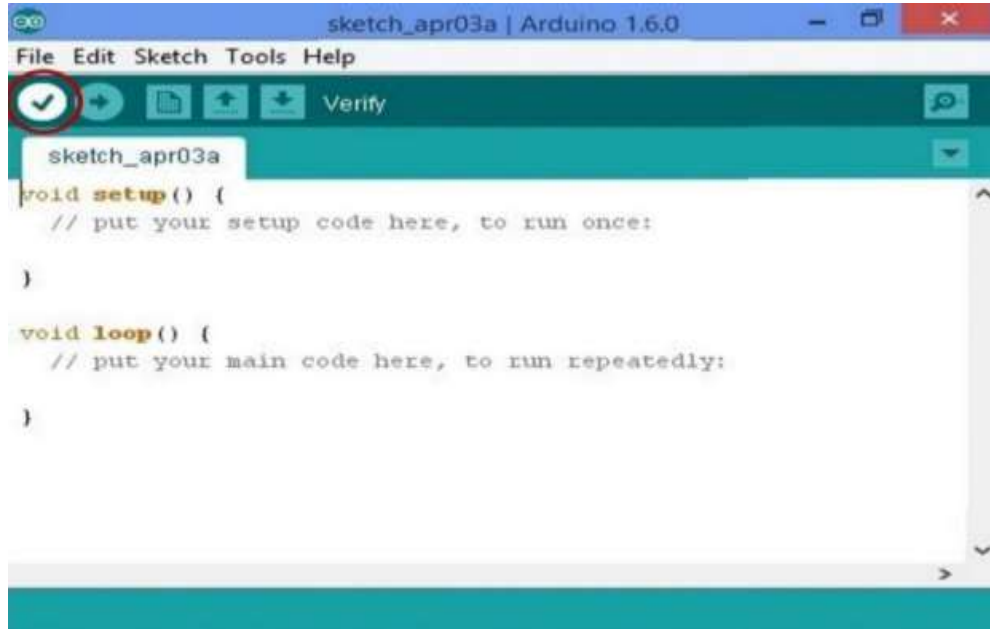 sketch_apr03a | Arduino 1.6.0
File Edit Sketch Tools Help
Verify
sketch_apr03a
void setup() {
  // put your setup code here, to run once:
}
void loop() {
  // put your main code here, to run repeatedly:
}